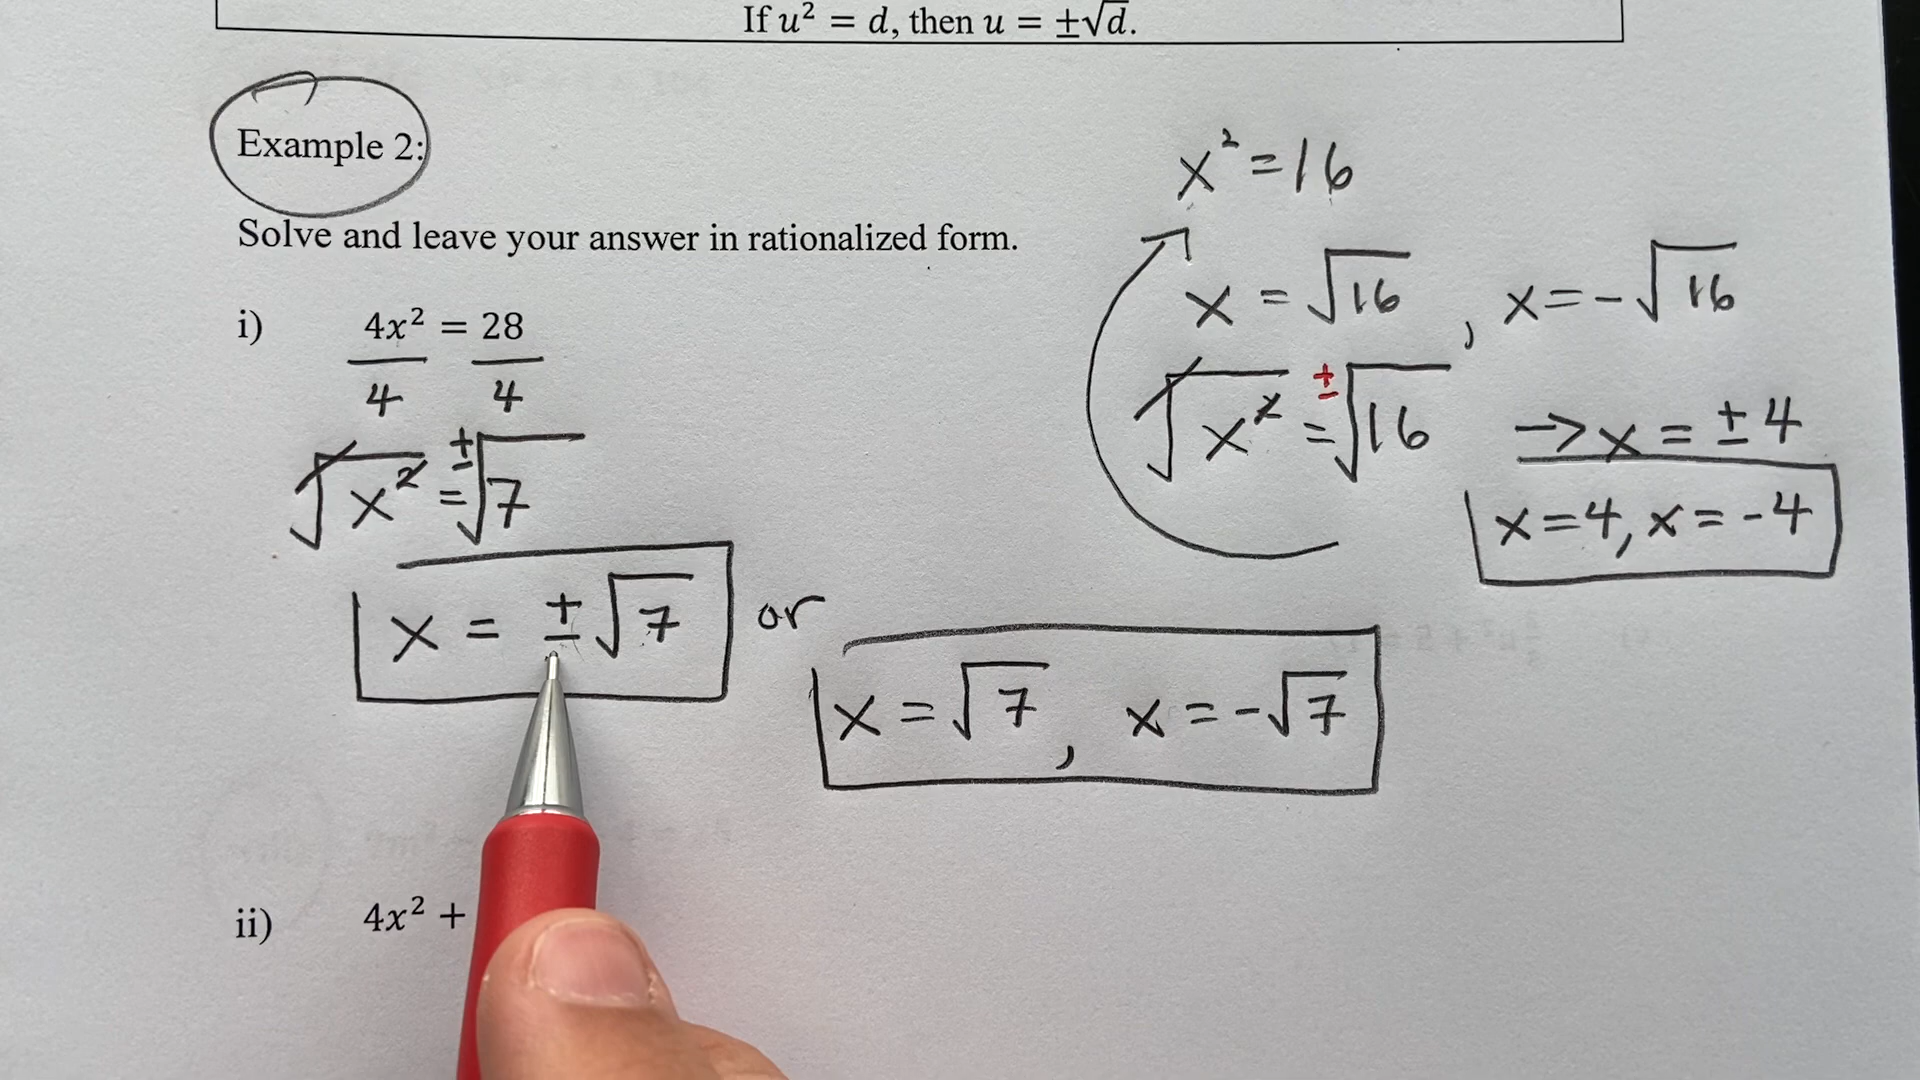 If u² = d, then u = ±√d.
Example 2:
Solve and leave your answer in rationalized form.
i) 4x² = 28
4 4
√x² = ±√7
x = ±√7 or
x = √7 , x = -√7
x² = 16
x = √16 , x = -√16
√x² = ±√16
→ x = ± 4
x = 4, x = -4
ii) 4x² +